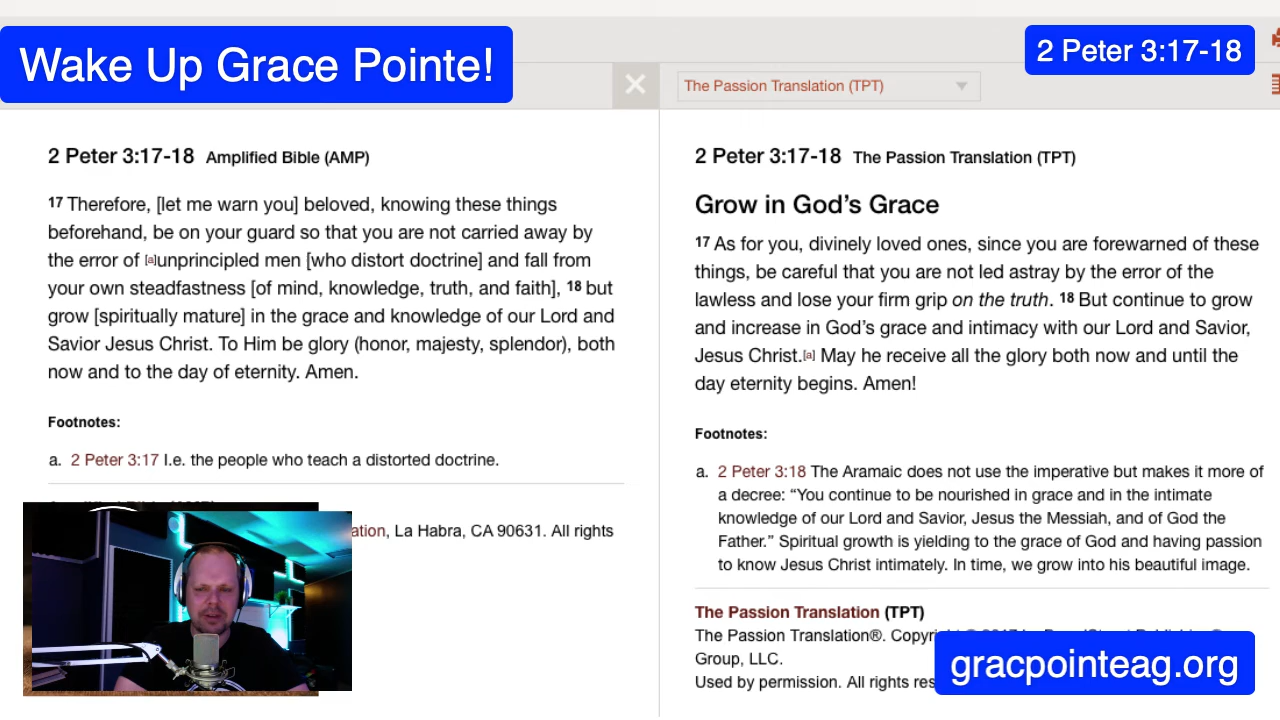 Wake Up Grace Pointe!
2 Peter 3:17-18
The Passion Translation (TPT)
2 Peter 3:17-18 Amplified Bible (AMP)
17 Therefore, [let me warn you] beloved, knowing these things
beforehand, be on your guard so that you are not carried away by
the error of [a]unprincipled men [who distort doctrine] and fall from
your own steadfastness [of mind, knowledge, truth, and faith], 18 but
grow [spiritually mature] in the grace and knowledge of our Lord and
Savior Jesus Christ. To Him be glory (honor, majesty, splendor), both
now and to the day of eternity. Amen.
Footnotes:
a. 2 Peter 3:17 I.e. the people who teach a distorted doctrine.
ation, La Habra, CA 90631. All rights
2 Peter 3:17-18 The Passion Translation (TPT)
Grow in God's Grace
17 As for you, divinely loved ones, since you are forewarned of these
things, be careful that you are not led astray by the error of the
lawless and lose your firm grip on the truth. 18 But continue to grow
and increase in God's grace and intimacy with our Lord and Savior,
Jesus Christ.[a] May he receive all the glory both now and until the
day eternity begins. Amen!
Footnotes:
a. 2 Peter 3:18 The Aramaic does not use the imperative but makes it more of
a decree: “You continue to be nourished in grace and in the intimate
knowledge of our Lord and Savior, Jesus the Messiah, and of God the
Father.” Spiritual growth is yielding to the grace of God and having passion
to know Jesus Christ intimately. In time, we grow into his beautiful image.
The Passion Translation (TPT)
The Passion Translation®. Copyri
Group, LLC.
Used by permission. All rights res
gracpointeag.org